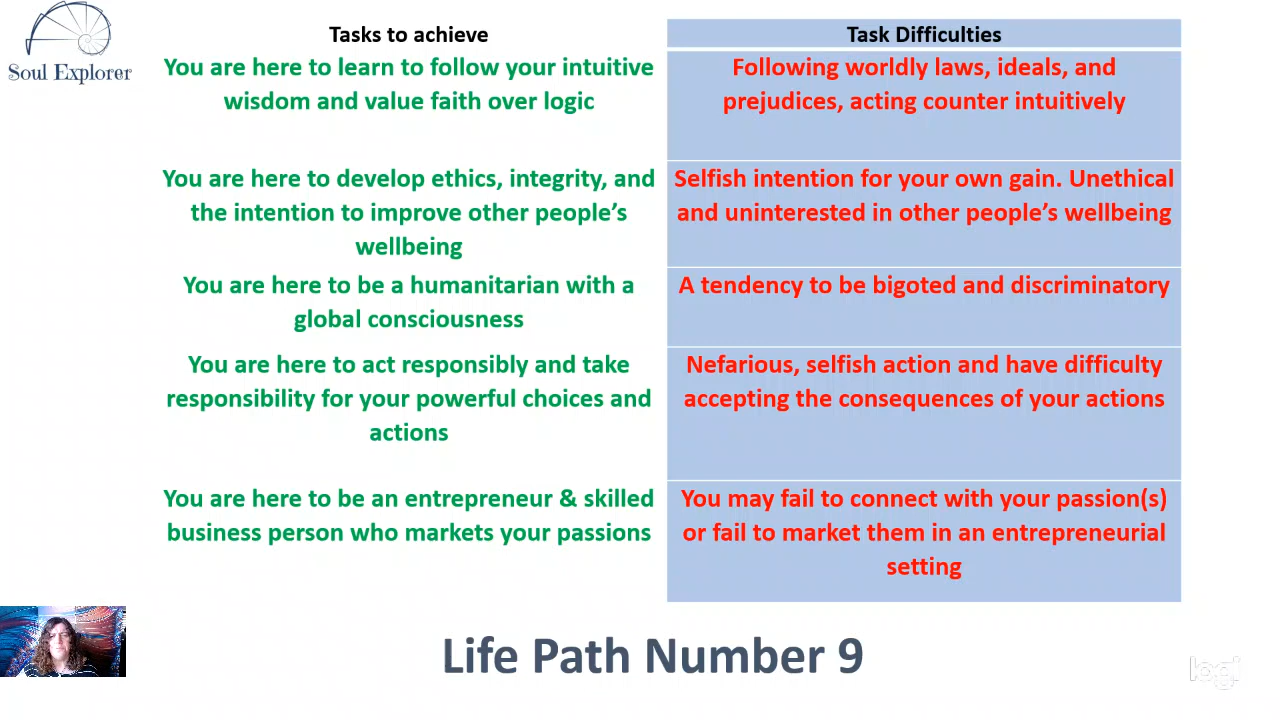 Soul Explorer
Tasks to achieve
Task Difficulties
You are here to learn to follow your intuitive
wisdom and value faith over logic
Following worldly laws, ideals, and
prejudices, acting counter intuitively
You are here to develop ethics, integrity, and
the intention to improve other people’s
wellbeing
Selfish intention for your own gain. Unethical
and uninterested in other people’s wellbeing
You are here to be a humanitarian with a
global consciousness
A tendency to be bigoted and discriminatory
You are here to act responsibly and take
responsibility for your powerful choices and
actions
Nefarious, selfish action and have difficulty
accepting the consequences of your actions
You are here to be an entrepreneur & skilled
business person who markets your passions
You may fail to connect with your passion(s)
or fail to market them in an entrepreneurial
setting
Life Path Number 9
logi